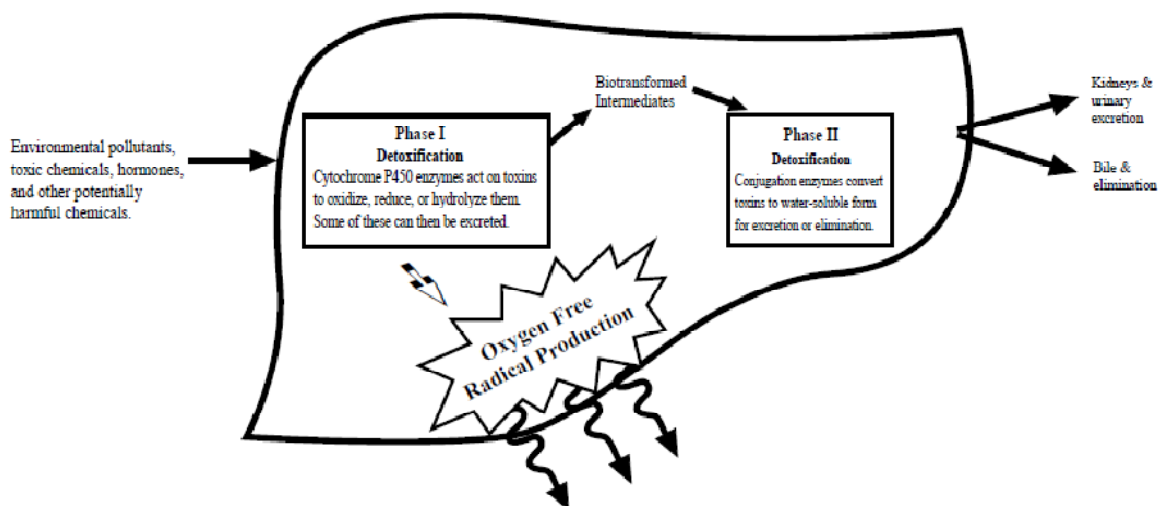 Environmental pollutants,
toxic chemicals, hormones,
and other potentially
harmful chemicals.
Phase I
Detoxification
Cytochrome P450 enzymes act on toxins
to oxidize, reduce, or hydrolyze them.
Some of these can then be excreted.
Biotransformed
Intermediates
Phase II
Detoxification
Conjugation enzymes convert
toxins to water-soluble form
for excretion or elimination.
Kidneys &
urinary
excretion
Bile &
elimination
Oxygen Free
Radical Production